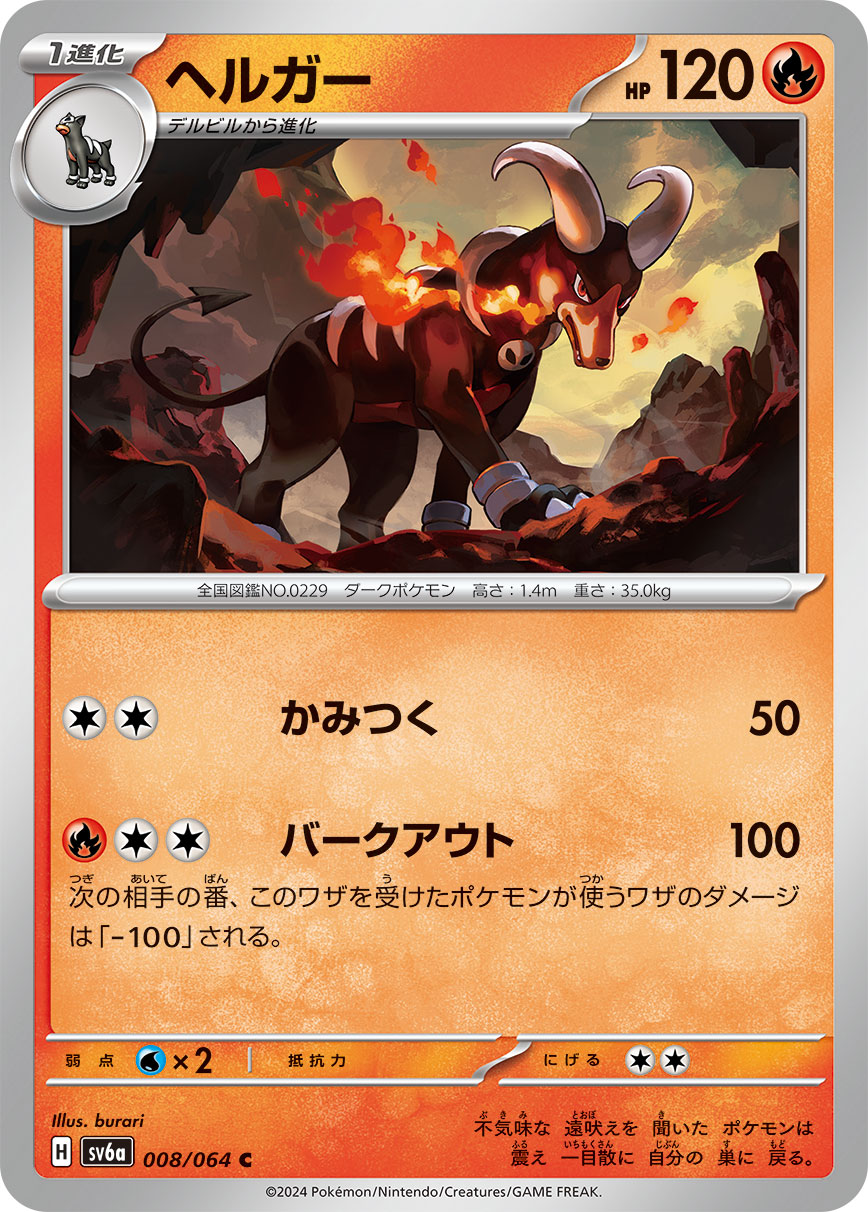 1進化
ヘルガー
HP 120
デルビルから進化
全国図鑑NO.0229 ダークポケモン 高さ：1.4m 重さ：35.0kg
かみつく 50
バークアウト 100
次の相手の番、このワザを受けたポケモンが使うワザのダメージ
は「-100」される。
弱点 ×2 抵抗力 にげる
Illus. burari
H sv6a 008/064 C
不気味な 遠吠えを 聞いた ポケモンは
震え 一目散に 自分の 巣に 戻る。
©2024 Pokémon/Nintendo/Creatures/GAME FREAK.